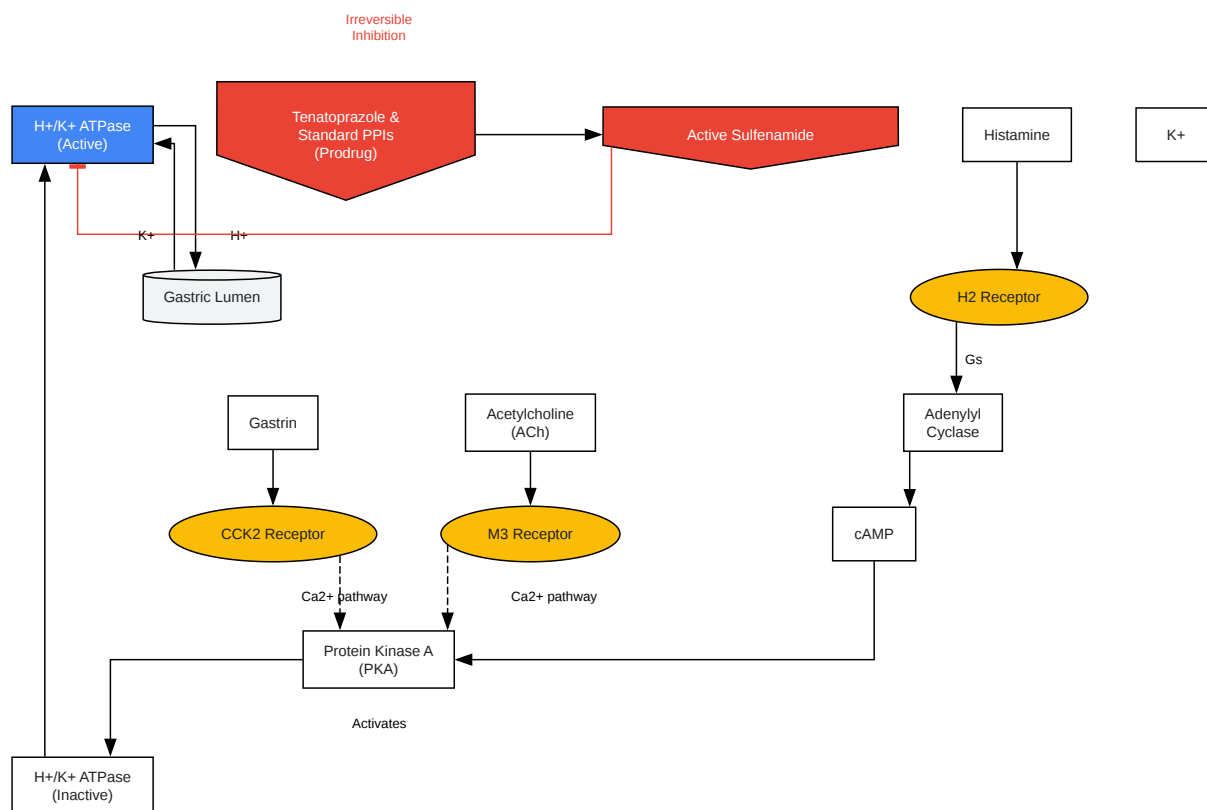 Irreversible
Inhibition
H+/K+ ATPase
(Active)
Tenatoprazole &
Standard PPIs
(Prodrug)
Active Sulfenamide
Histamine
K+
K+
H+
Gastric Lumen
H2 Receptor
Gs
Gastrin
Acetylcholine
(ACh)
Adenylyl
Cyclase
CCK2 Receptor
M3 Receptor
cAMP
Ca2+ pathway
Ca2+ pathway
Protein Kinase A
(PKA)
Activates
H+/K+ ATPase
(Inactive)